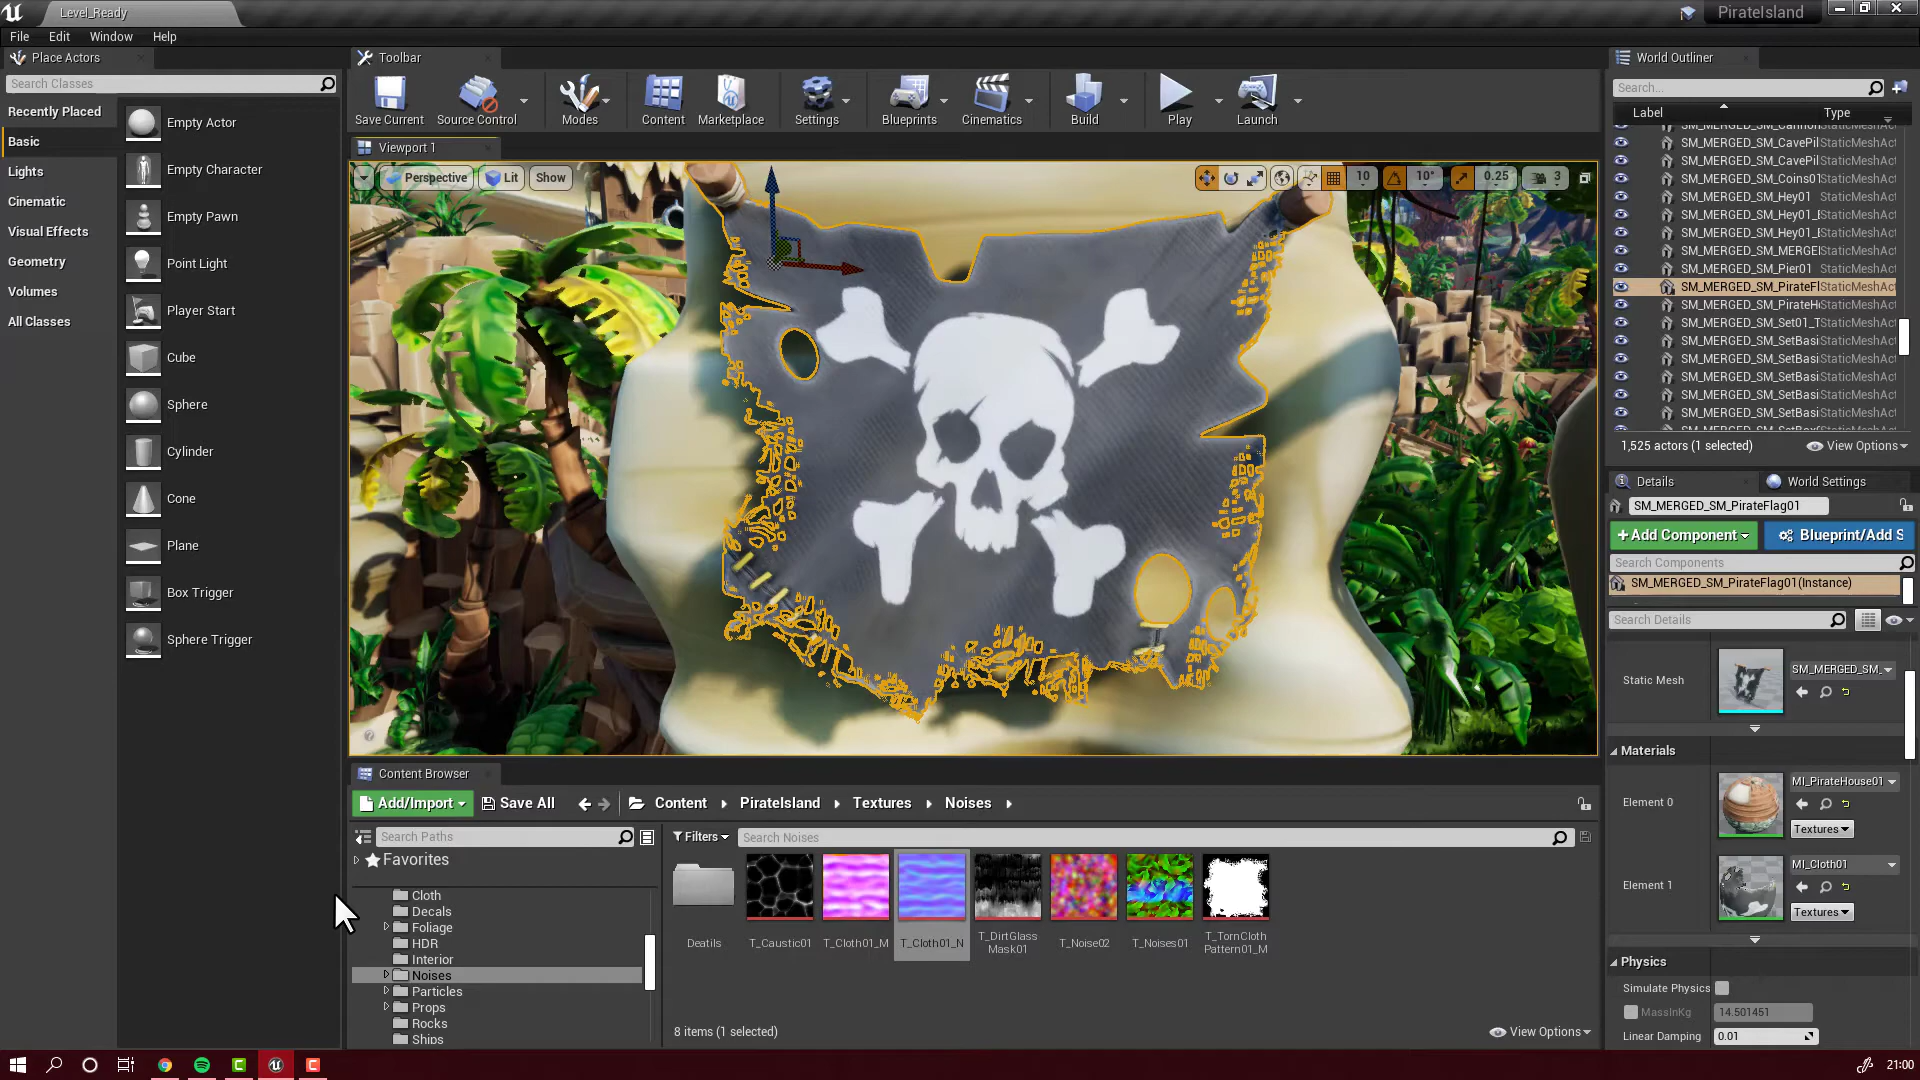 Level_Ready
PirateIsland
File Edit Window Help
Place Actors
Search Classes
Recently Placed
Basic
Lights
Cinematic
Visual Effects
Geometry
Volumes
All Classes
Empty Actor
Empty Character
Empty Pawn
Point Light
Player Start
Cube
Sphere
Cylinder
Cone
Plane
Box Trigger
Sphere Trigger
Toolbar
Save Current
Source Control
Modes
Content
Marketplace
Settings
Blueprints
Cinematics
Build
Play
Launch
Viewport 1
Perspective Lit Show
10 10° 0.25 3
World Outliner
Search...
Label Type
SM_MERGED_SM_CavePil StaticMeshAct
SM_MERGED_SM_CavePil StaticMeshAct
SM_MERGED_SM_Coins01 StaticMeshAct
SM_MERGED_SM_Hey01 StaticMeshAct
SM_MERGED_SM_Hey01_ StaticMeshAct
SM_MERGED_SM_Hey01_ StaticMeshAct
SM_MERGED_SM_MERGE StaticMeshAct
SM_MERGED_SM_Pier01 StaticMeshAct
SM_MERGED_SM_PirateFl StaticMeshAct
SM_MERGED_SM_PirateH StaticMeshAct
SM_MERGED_SM_Set01_T StaticMeshAct
SM_MERGED_SM_SetBasi StaticMeshAct
SM_MERGED_SM_SetBasi StaticMeshAct
SM_MERGED_SM_SetBasi StaticMeshAct
SM_MERGED_SM_SetBasi StaticMeshAct
SM_MERGED_SM_SetBasi StaticMeshAct
1,525 actors (1 selected) View Options
Details World Settings
SM_MERGED_SM_PirateFlag01
+Add Component Blueprint/Add S
Search Components
SM_MERGED_SM_PirateFlag01(Instance)
Search Details
Static Mesh SM_MERGED_SM_
Materials
Element 0 MI_PirateHouse01
Textures
Element 1 MI_Cloth01
Textures
Physics
Simulate Physics
MassInKg 14.501451
Linear Damping 0.01
Content Browser
Add/Import Save All Content PirateIsland Textures Noises
Search Paths
Filters Search Noises
Favorites
Cloth
Decals
Foliage
HDR
Interior
Noises
Particles
Props
Rocks
Ships
Deatils
T_Caustic01
T_Cloth01_M
T_Cloth01_N
T_DirtGlass
Mask01
T_Noise02
T_Noises01
T_TornCloth
Pattern01_M
8 items (1 selected) View Options
21:00